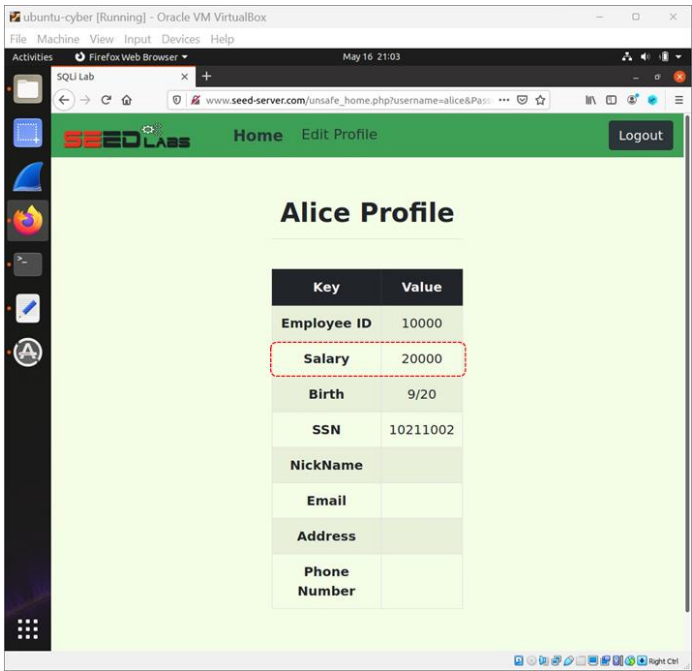 ubuntu-cyber [Running] - Oracle VM VirtualBox
File Machine View Input Devices Help
Activities Firefox Web Browser May 16 21:03
SQLi Lab
www.seed-server.com/unsafe_home.php?username=alice&Pass
SEEDLABS Home Edit Profile Logout
Alice Profile
Key Value
Employee ID 10000
Salary 20000
Birth 9/20
SSN 10211002
NickName
Email
Address
Phone
Number
Right Ctrl